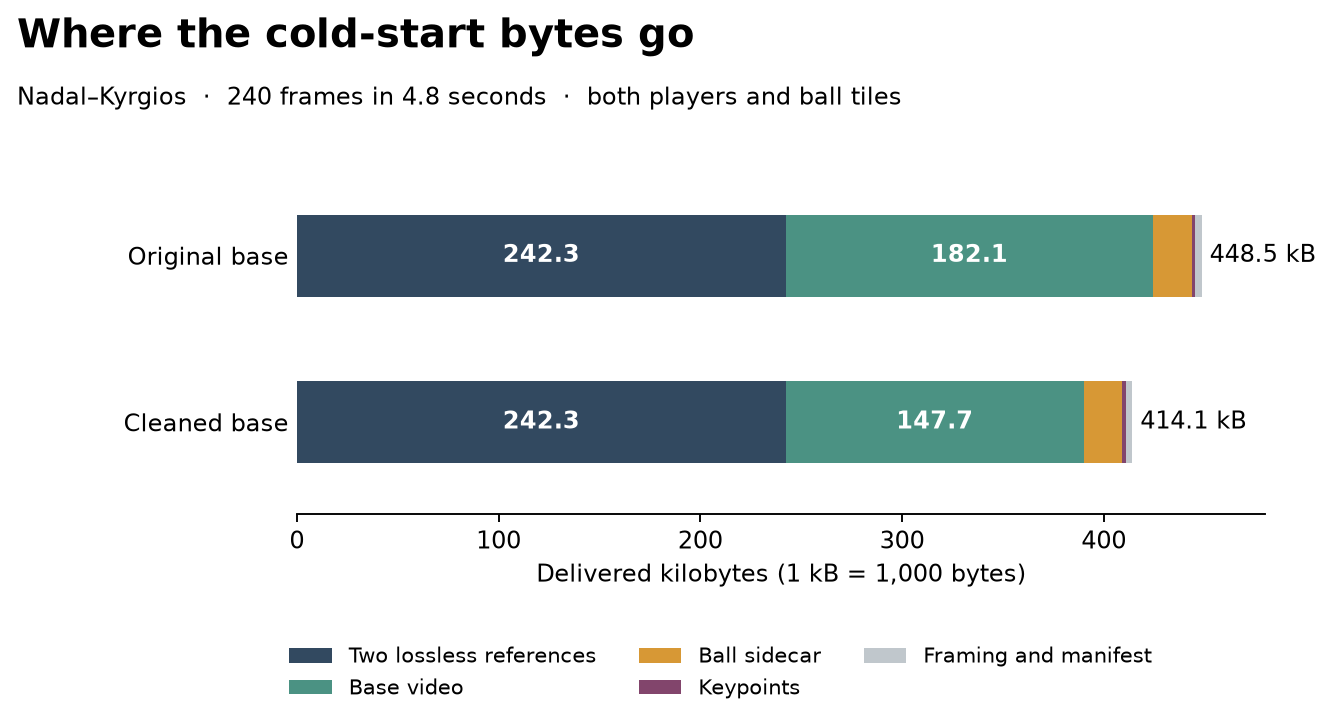 Where the cold-start bytes go
Nadal–Kyrgios · 240 frames in 4.8 seconds · both players and ball tiles
Original base 242.3 182.1 448.5 kB
Cleaned base 242.3 147.7 414.1 kB
0 100 200 300 400
Delivered kilobytes (1 kB = 1,000 bytes)
Two lossless references Ball sidecar Framing and manifest
Base video Keypoints